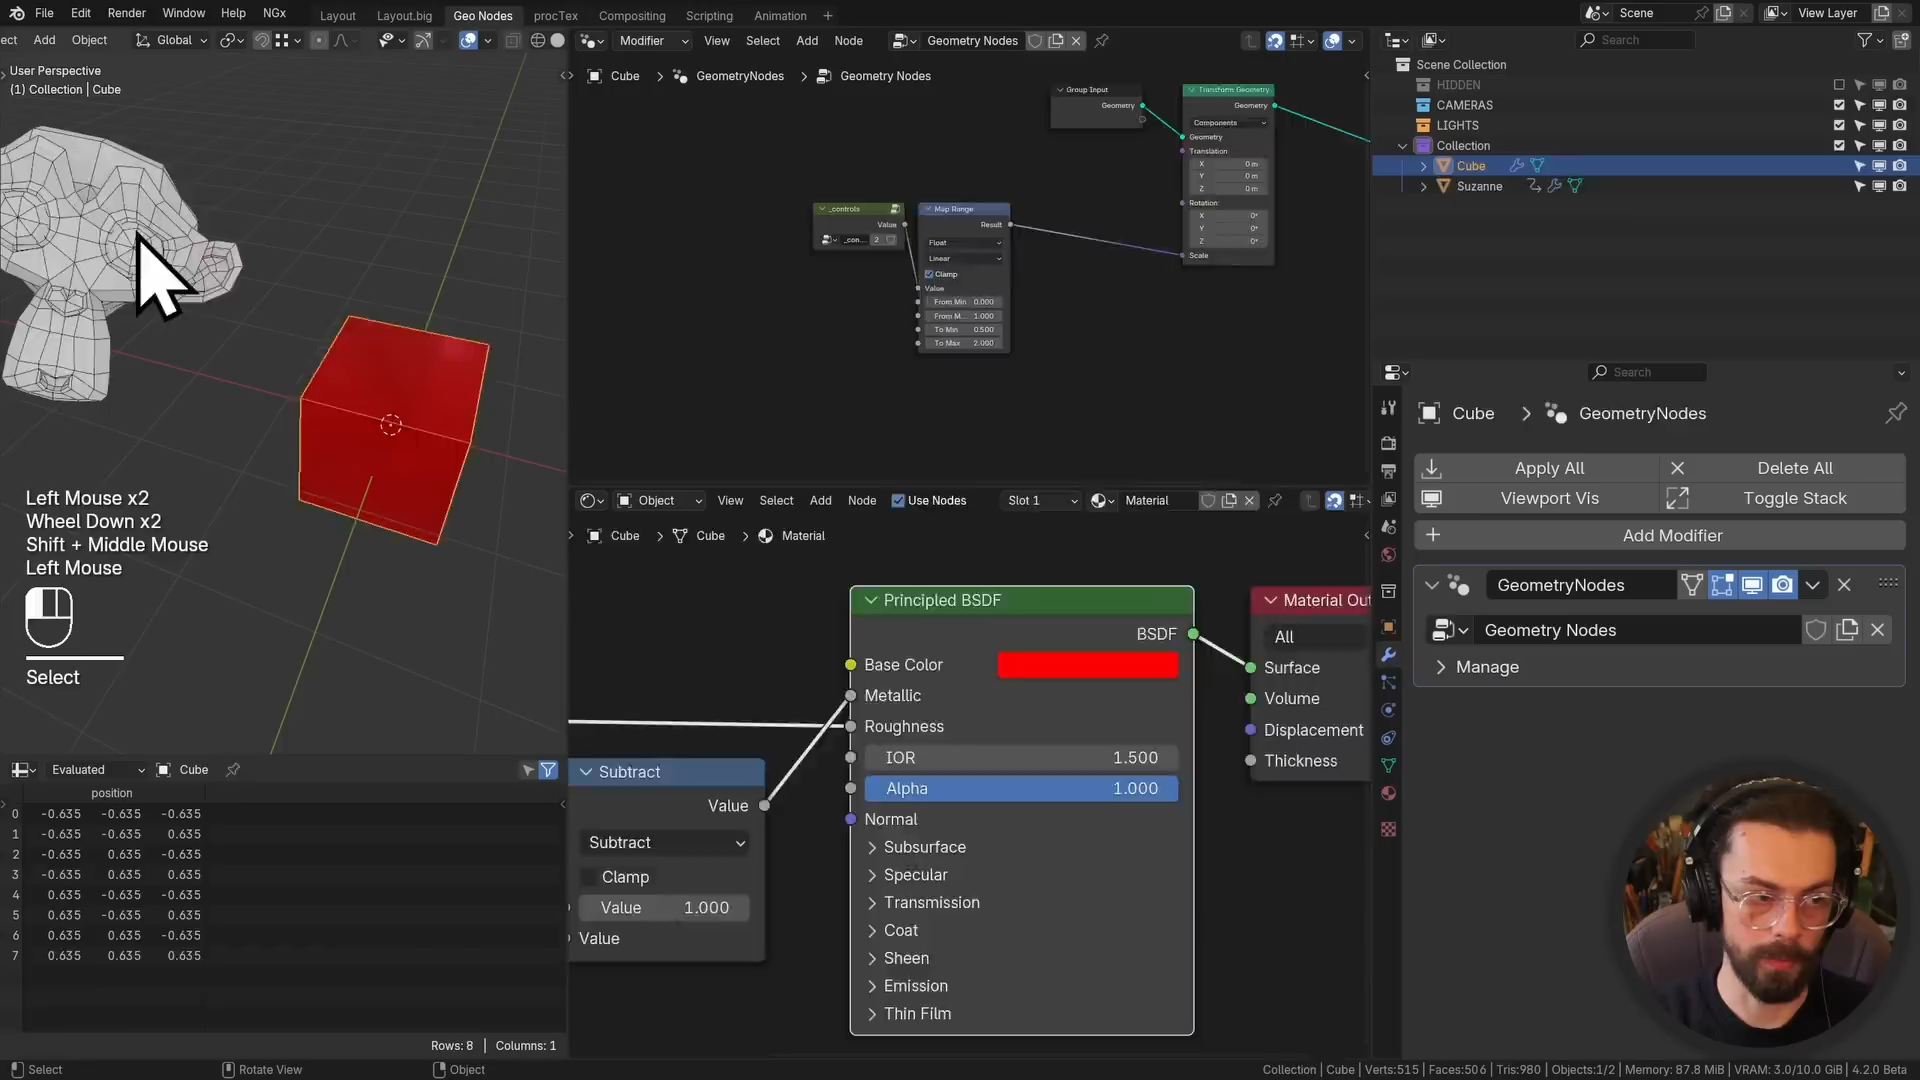 File Edit Render Window Help NGx Layout Layout.big Geo Nodes procTex Compositing Scripting Animation + Scene View Layer
ect Add Object Global Modifier View Select Add Node Geometry Nodes Search
User Perspective
(1) Collection | Cube
Cube > GeometryNodes > Geometry Nodes
Group Input
Geometry
Transform Geometry
Geometry
Components
Geometry
Translation
X 0 m
Y 0 m
Z 0 m
Rotation:
X 0°
Y 0°
Z 0°
Scale
_controls
Value
_con... 2
Map Range
Result
Float
Linear
Clamp
Value
From Min 0.000
From M... 1.000
To Min 0.500
To Max 2.000
Scene Collection
HIDDEN
CAMERAS
LIGHTS
Collection
Cube
Suzanne
Search
Cube > GeometryNodes
Apply All Delete All
Viewport Vis Toggle Stack
Add Modifier
GeometryNodes
Geometry Nodes
Manage
Left Mouse x2
Wheel Down x2
Shift + Middle Mouse
Left Mouse
Select
Object View Select Add Node Use Nodes Slot 1 Material
Cube > Cube > Material
Principled BSDF
BSDF
Base Color
Metallic
Roughness
IOR 1.500
Alpha 1.000
Normal
Subsurface
Specular
Transmission
Coat
Sheen
Emission
Thin Film
Material Out
All
Surface
Volume
Displacement
Thickness
Subtract
Value
Subtract
Clamp
Value 1.000
Value
Evaluated Cube
position
0 -0.635 -0.635 -0.635
1 -0.635 -0.635 0.635
2 -0.635 0.635 -0.635
3 -0.635 0.635 0.635
4 0.635 -0.635 -0.635
5 0.635 -0.635 0.635
6 0.635 0.635 -0.635
7 0.635 0.635 0.635
Rows: 8 | Columns: 1
Select Rotate View Object Collection | Cube | Verts:515 | Faces:506 | Tris:980 | Objects:1/2 | Memory: 87.8 MiB | VRAM: 3.0/10.0 GiB | 4.2.0 Beta